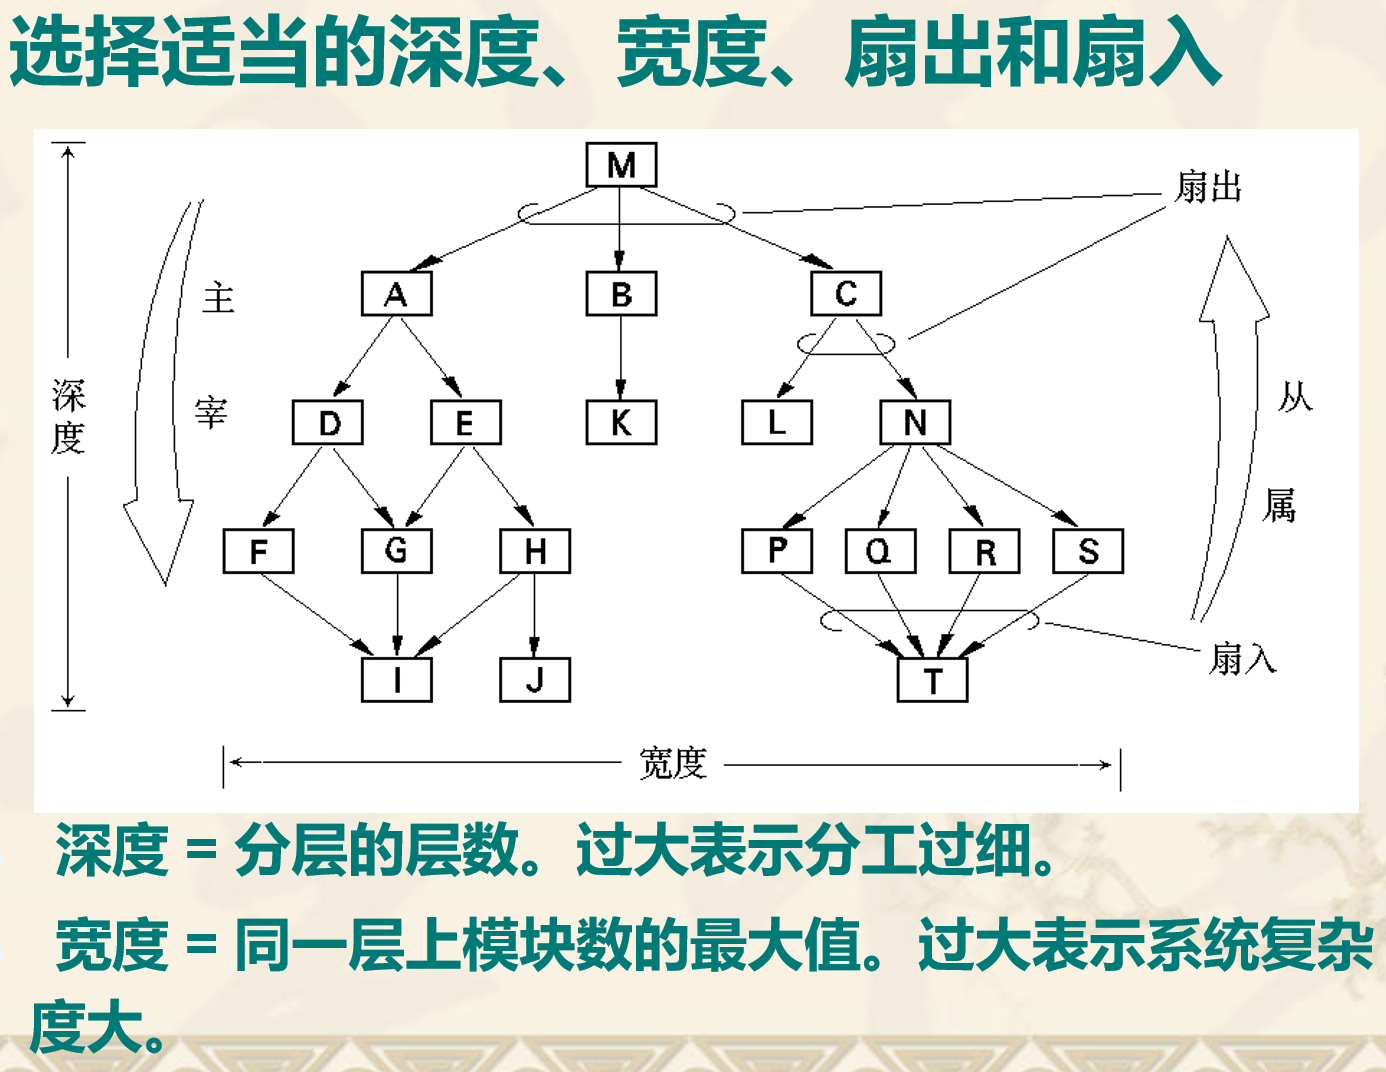 选择适当的深度、宽度、扇出和扇入
M
扇出
A
B
C
主
宰
深
度
从
属
D
E
K
L
N
F
G
H
P
Q
R
S
扇入
I
J
T
宽度
深度 = 分层的层数。过大表示分工过细。
宽度 = 同一层上模块数的最大值。过大表示系统复杂
度大。